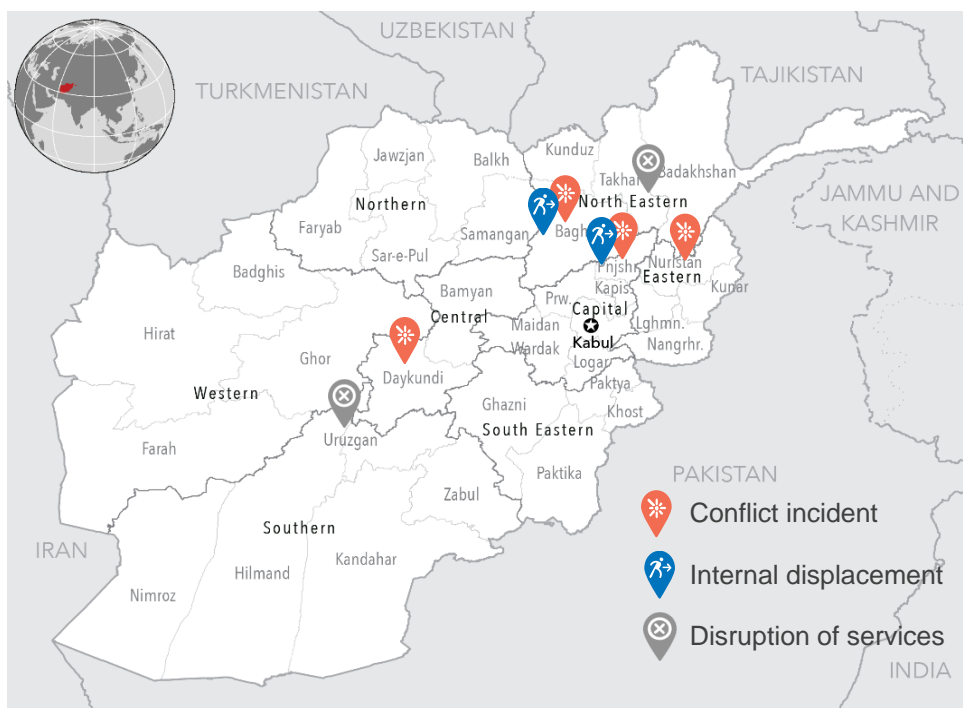 UZBEKISTAN
TAJIKISTAN
TURKMENISTAN
Kunduz
Jawzjan
Balkh
Takhar
Badakhshan
JAMMU AND
KASHMIR
Northern
North Eastern
Faryab
Samangan
Baghl
Sar-e-Pul
Pnjshr
Nuristan
Badghis
Eastern
Bamyan
Kapis
Kunar
Prw.
Capital
Central
Hirat
Maidan
Wardak
Lghmn.
Kabul
Nangrhr.
Ghor
Logar
Daykundi
Paktya
Western
Ghazni
Khost
Uruzgan
South Eastern
Farah
Paktika
PAKISTAN
Zabul
Conflict incident
Southern
IRAN
Kandahar
Hilmand
Internal displacement
Nimroz
Disruption of services
INDIA